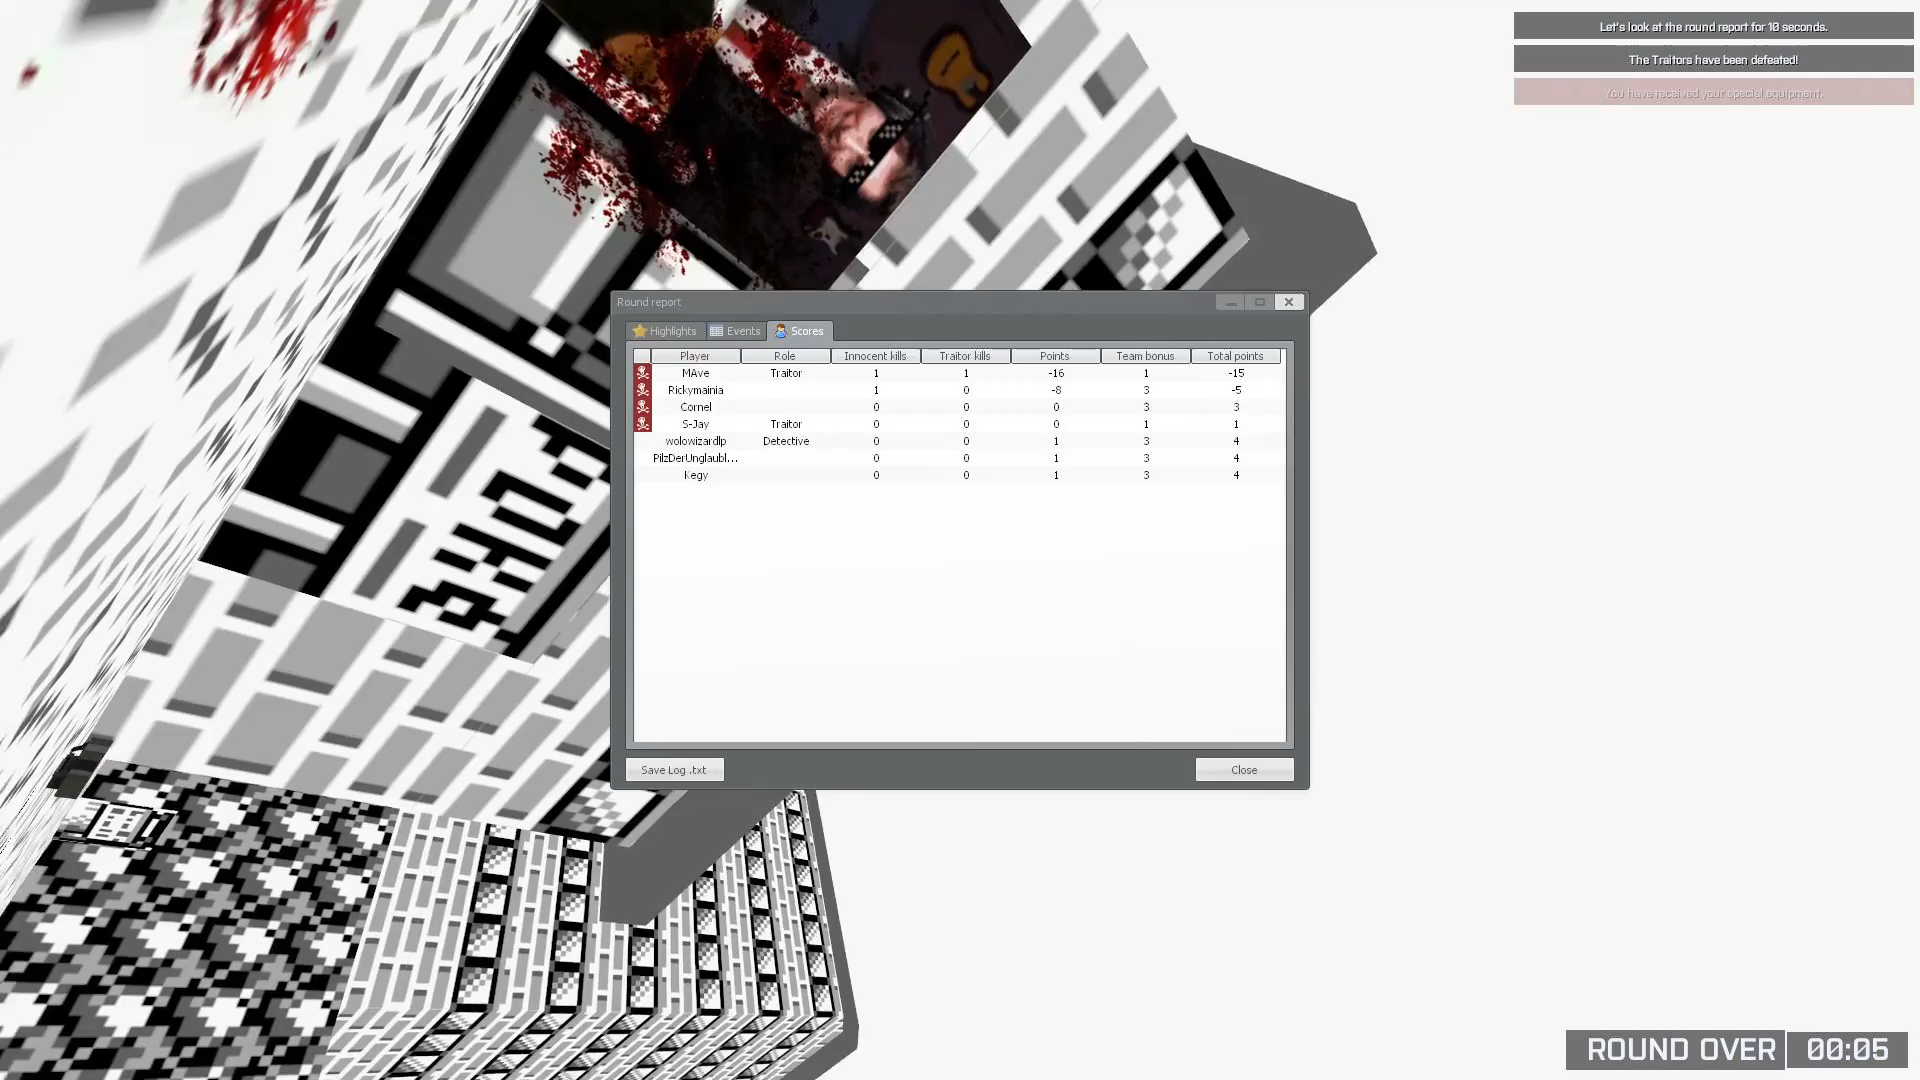 Let's look at the round report for 10 seconds.
The Traitors have been defeated!
You have received your special equipment.
Round report
Highlights Events Scores
Player Role Innocent kills Traitor kills Points Team bonus Total points
MAve Traitor 1 1 -16 1 -15
Rickymainia 1 0 -8 3 -5
Cornel 0 0 0 3 3
S-Jay Traitor 0 0 0 1 1
wolowizardlp Detective 0 0 1 3 4
PilzDerUnglaubl... 0 0 1 3 4
Kegy 0 0 1 3 4
Save Log .txt Close
ROUND OVER 00:05